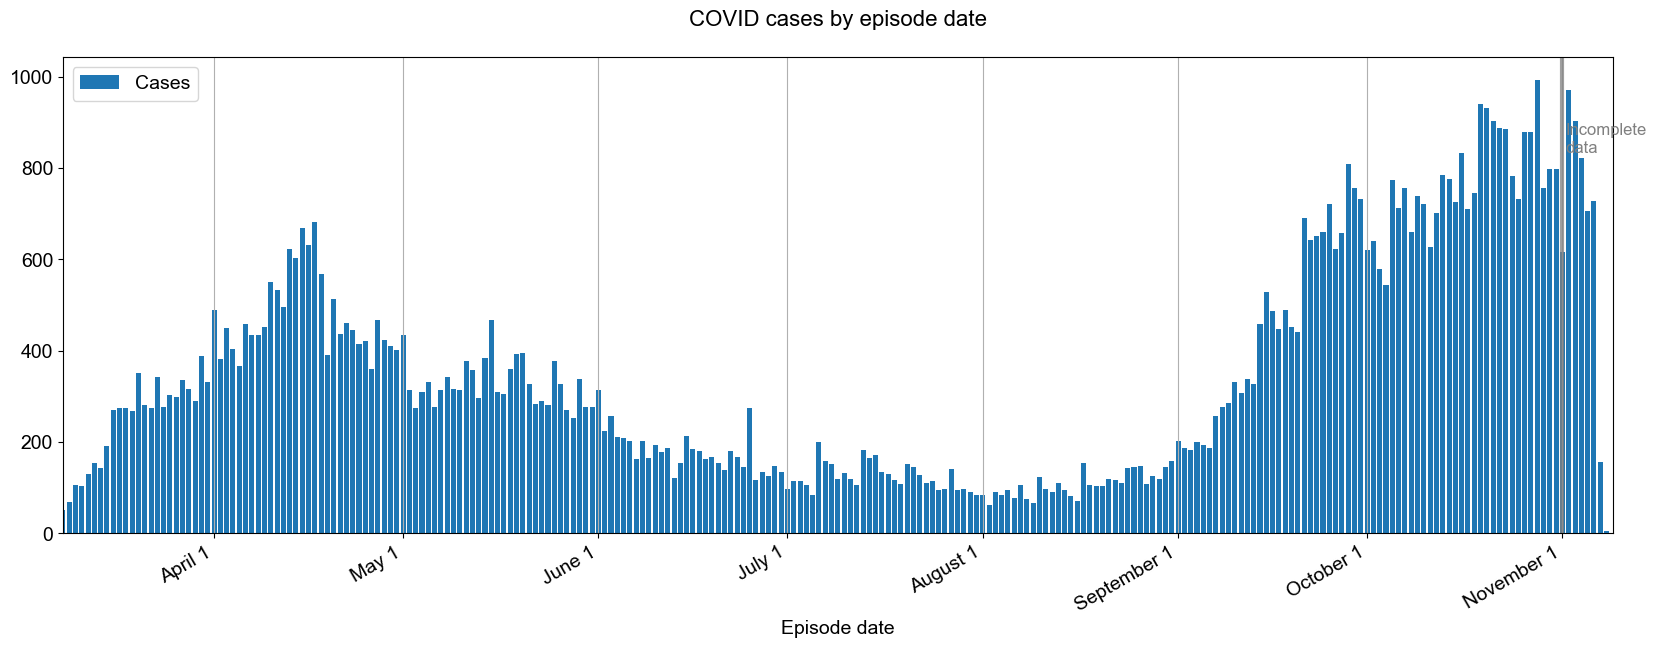 COVID cases by episode date
Cases
1000
800
600
400
200
0
Incomplete
data
April 1
May 1
June 1
July 1
August 1
September 1
October 1
November 1
Episode date